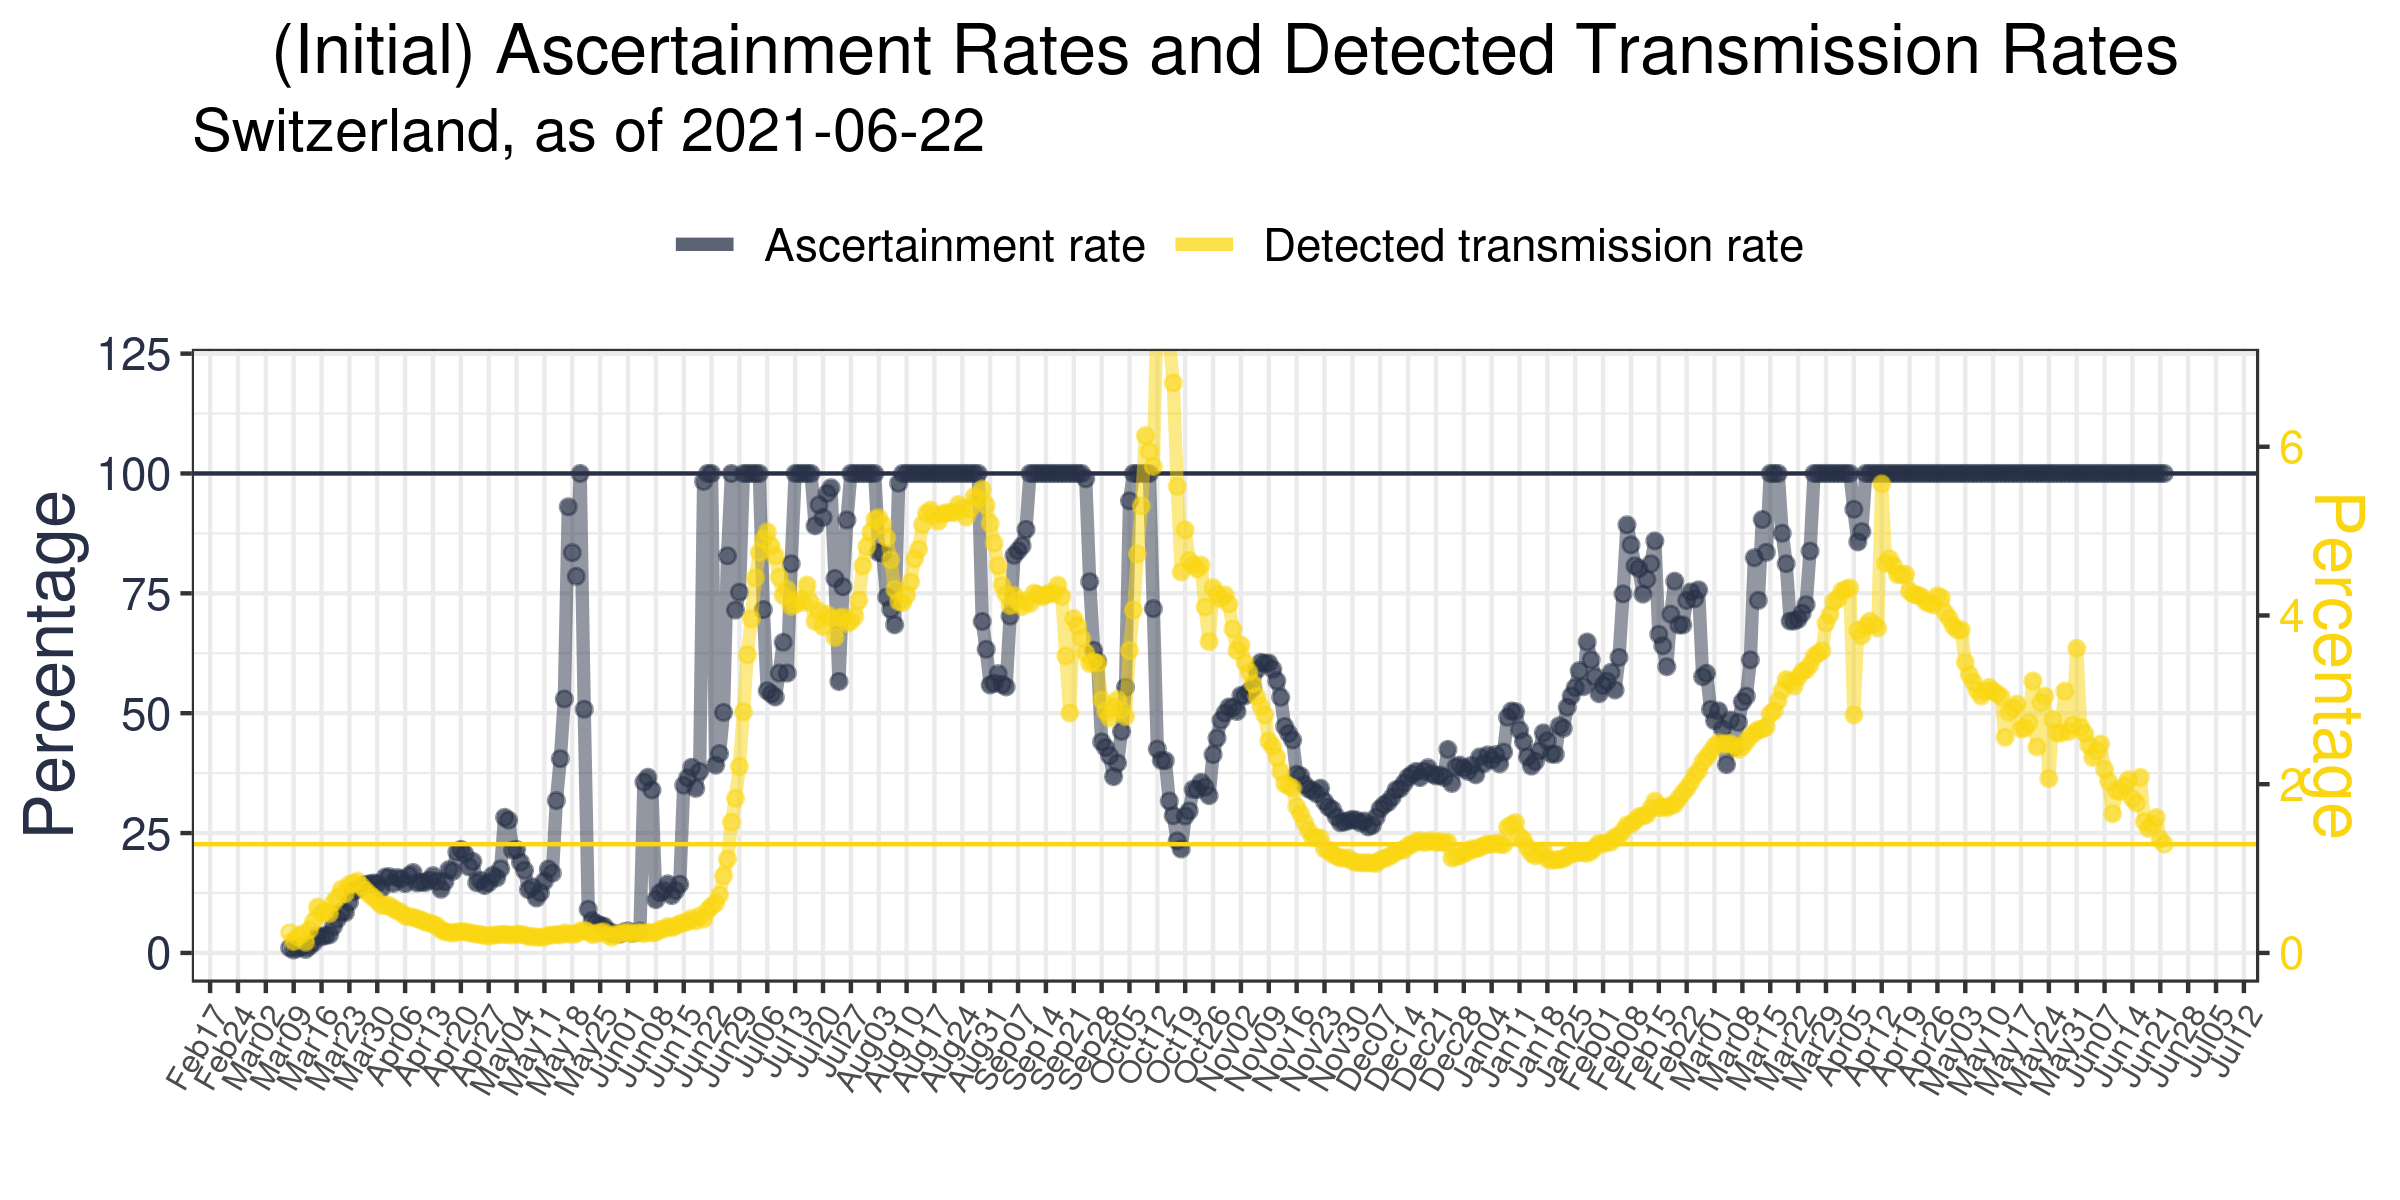 (Initial) Ascertainment Rates and Detected Transmission Rates
Switzerland, as of 2021-06-22
Ascertainment rate Detected transmission rate
125
100
75
50
25
0
Percentage
6
4
2
0
Percentage
Feb17 Feb24 Mar02 Mar09 Mar16 Mar23 Mar30 Apr06 Apr13 Apr20 Apr27 May04 May11 May18 May25 Jun01 Jun08 Jun15 Jun22 Jun29 Jul06 Jul13 Jul20 Jul27 Aug03 Aug10 Aug17 Aug24 Aug31 Sep07 Sep14 Sep21 Sep28 Oct05 Oct12 Oct19 Oct26 Nov02 Nov09 Nov16 Nov23 Nov30 Dec07 Dec14 Dec21 Dec28 Jan04 Jan11 Jan18 Jan25 Feb01 Feb08 Feb15 Feb22 Mar01 Mar08 Mar15 Mar22 Mar29 Apr05 Apr12 Apr19 Apr26 May03 May10 May17 May24 May31 Jun07 Jun14 Jun21 Jun28 Jul05 Jul12